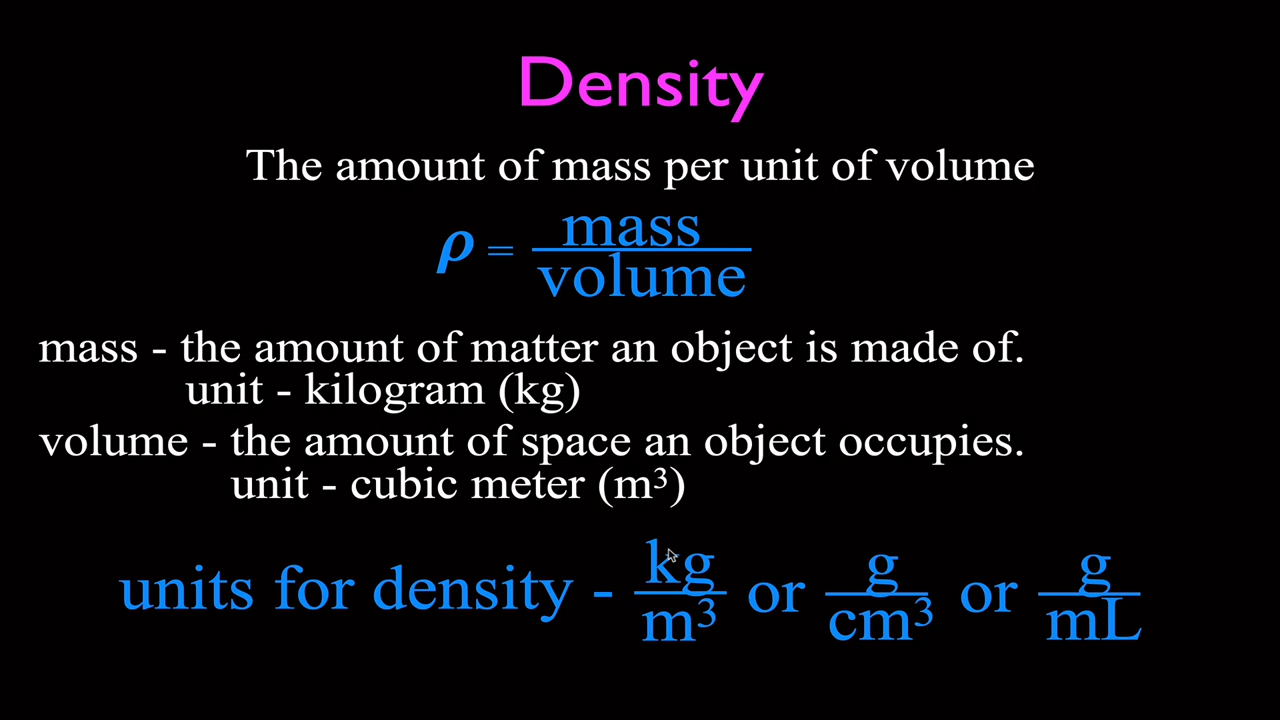 Density
The amount of mass per unit of volume
ρ = mass
volume
mass - the amount of matter an object is made of.
unit - kilogram (kg)
volume - the amount of space an object occupies.
unit - cubic meter (m³)
units for density - kg/m³ or g/cm³ or g/mL